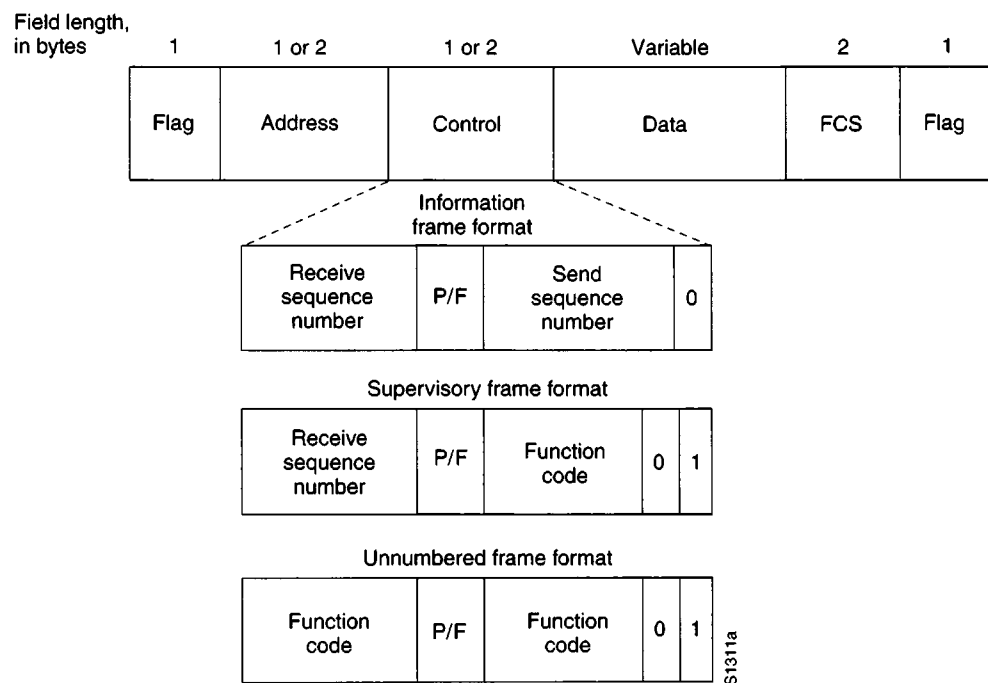 Field length,
in bytes 1 1 or 2 1 or 2 Variable 2 1
Flag Address Control Data FCS Flag
Information
frame format
Receive
sequence
number
P/F
Send
sequence
number
0
Supervisory frame format
Receive
sequence
number
P/F
Function
code
0 1
Unnumbered frame format
Function
code
P/F
Function
code
0 1
S1311a